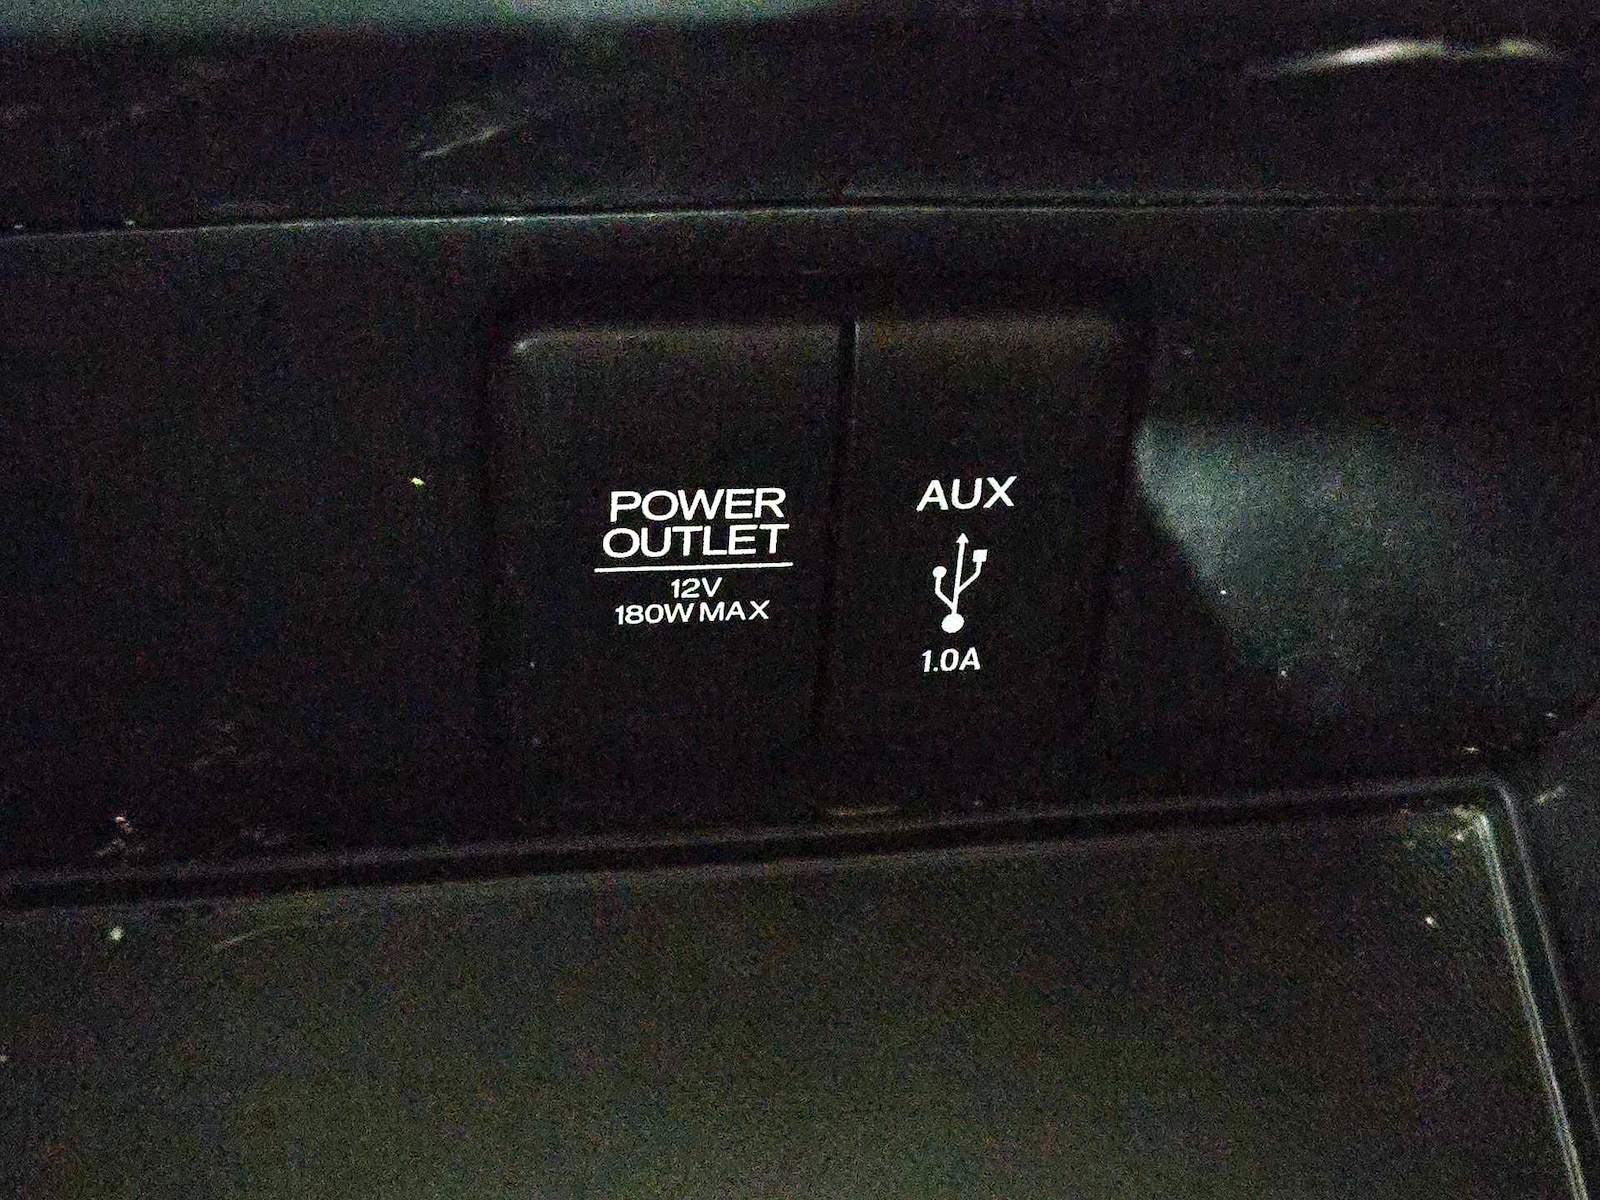 POWER
OUTLET
12V
180W MAX
AUX
1.0A